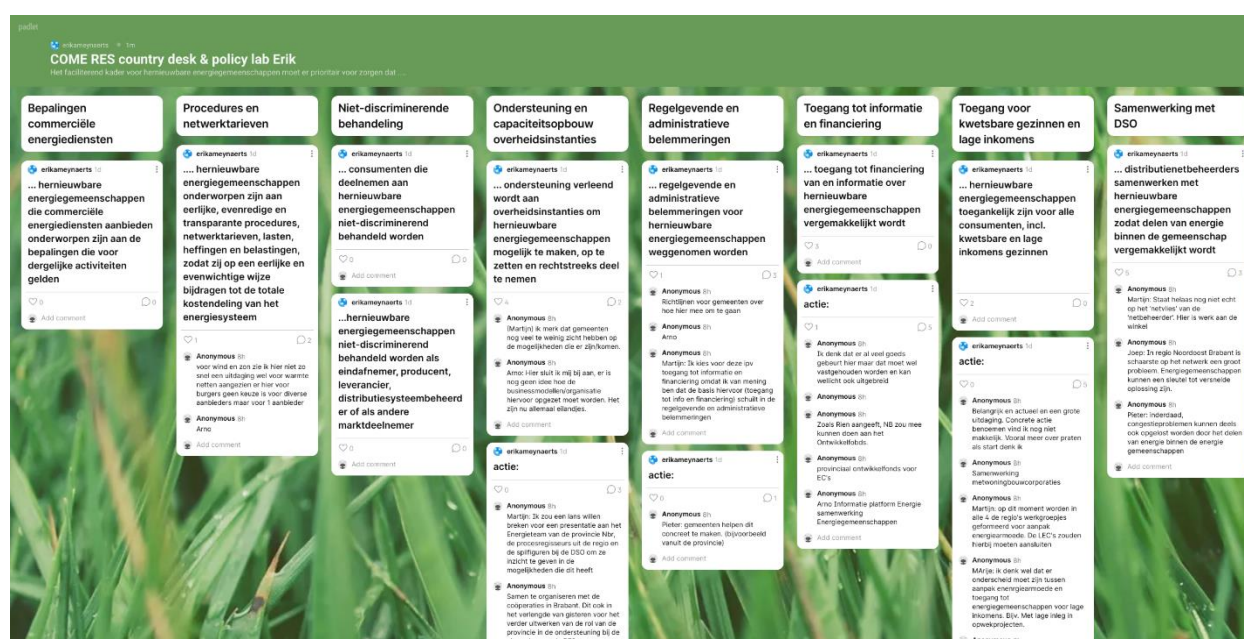 padlet
erikameynaerts + 1m
COME RES country desk & policy lab Erik
Het faciliterend kader voor hernieuwbare energiegemeenschappen moet er prioritair voor zorgen dat ...
Bepalingen
commerciële
energiediensten
erikameynaerts 1d
... hernieuwbare
energiegemeenschappen
die commerciële
energiediensten aanbieden
onderworpen zijn aan de
bepalingen die voor
dergelijke activiteiten
gelden
0 0
Add comment
Procedures en
netwerktarieven
erikameynaerts 1d
.... hernieuwbare
energiegemeenschappen
onderworpen zijn aan
eerlijke, evenredige en
transparante procedures,
netwerktarieven, lasten,
heffingen en belastingen,
zodat zij op een eerlijke en
evenwichtige wijze
bijdragen tot de totale
kostendeling van het
energiesysteem
1 2
Anonymous 8h
voor wind en zon zie ik hier niet zo
snel een uitdaging wel voor warmte
netten aangezien er hier voor
burgers geen keuze is voor diverse
aanbieders maar voor 1 aanbieder
Anonymous 8h
Arno
Add comment
Niet-discriminerende
behandeling
erikameynaerts 1d
... consumenten die
deelnemen aan
hernieuwbare
energiegemeenschappen
niet-discriminerend
behandeld worden
0 0
Add comment
erikameynaerts 1d
...hernieuwbare
energiegemeenschappen
niet-discriminerend
behandeld worden als
eindafnemer, producent,
leverancier,
distributiesysteembeheerd
er of als andere
marktdeelnemer
0 0
Add comment
Ondersteuning en
capaciteitsopbouw
overheidsinstanties
erikameynaerts 1d
... ondersteuning verleend
wordt aan
overheidsinstanties om
hernieuwbare
energiegemeenschappen
mogelijk te maken, op te
zetten en rechtstreeks deel
te nemen
4 2
Anonymous 8h
(Martijn) ik merk dat gemeenten
nog veel te weinig zicht hebben op
de mogelijkheden die er zijn/komen.
Anonymous 8h
Arno: Hier sluit ik mij bij aan, er is
nog geen idee hoe de
businessmodellen/organisatie
hiervoor opgezet moet worden. Het
zijn nu allemaal eilandjes.
Add comment
erikameynaerts 1d
actie:
0 3
Anonymous 8h
Martijn: Ik zou een lans willen
breken voor een presentatie aan het
Energieteam van de provincie Nbr,
de procesregisseurs uit de regio en
de spilfiguren bij de DSO om ze
inzicht te geven in de
mogelijkheden die dit heeft
Anonymous 8h
Samen te organiseren met de
coöperaties in Brabant. Dit ook in
het verlengde van gisteren voor het
verder uitwerken van de rol van de
provincie in de ondersteuning bij de
Regelgevende en
administratieve
belemmeringen
erikameynaerts 1d
... regelgevende en
administratieve
belemmeringen voor
hernieuwbare
energiegemeenschappen
weggenomen worden
1 3
Anonymous 8h
Richtlijnen voor gemeenten over
hoe hier mee om te gaan
Anonymous 8h
Arno
Anonymous 8h
Martijn: Ik kies voor deze ipv
toegang tot informatie en
financiering omdat ik van mening
ben dat de basis hiervoor (toegang
tot info en financiering) schuilt in de
regelgevende en administratieve
belemmeringen
Add comment
erikameynaerts 1d
actie:
0 1
Anonymous 8h
Pieter: gemeenten helpen dit
concreet te maken. (bijvoorbeeld
vanuit de provincie)
Add comment
Toegang tot informatie
en financiering
erikameynaerts 1d
... toegang tot financiering
van en informatie over
hernieuwbare
energiegemeenschappen
vergemakkelijkt wordt
3 0
Add comment
erikameynaerts 1d
actie:
1 5
Anonymous 8h
Ik denk dat er al veel goeds
gebeurt hier maar dat moet wel
vastgehouden worden en kan
wellicht ook uitgebreid
Anonymous 8h
Anonymous 8h
Zoals Rien aangeeft, NB zou mee
kunnen doen aan het
Ontwikkelfobds.
Anonymous 8h
provinciaal ontwikkelfonds voor
EC's
Anonymous 8h
Arno Informatie platform Energie
samenwerking
Energiegemeenschappen
Add comment
Toegang voor
kwetsbare gezinnen en
lage inkomens
erikameynaerts 1d
... hernieuwbare
energiegemeenschappen
toegankelijk zijn voor alle
consumenten, incl.
kwetsbare en lage
inkomens gezinnen
2 0
Add comment
erikameynaerts 1d
actie:
0 5
Anonymous 8h
Belangrijk en actueel en een grote
uitdaging. Concrete actie
benoemen vind ik nog niet
makkelijk. Vooral meer over praten
als start denk ik
Anonymous 8h
Samenwerking
metwoningbouwcorporaties
Anonymous 8h
Martijn: op dit moment worden in
alle 4 de regio's werkgroepjes
geformeerd voor aanpak
energiearmoede. De LEC's zouden
hierbij moeten aansluiten
Anonymous 8h
MArije: ik denk wel dat er
onderscheid moet zijn tussen
aanpak enenrgiearmoede en
toegang tot
energiegemeenschappen voor lage
inkomens. Bijv. Met lage inleg in
opwekprojecten.
Samenwerking met
DSO
erikameynaerts 1d
... distributienetbeheerders
samenwerken met
hernieuwbare
energiegemeenschappen
zodat delen van energie
binnen de gemeenschap
vergemakkelijkt wordt
5 3
Anonymous 8h
Martijn: Staat helaas nog niet echt
op het 'netvlies' van de
'netbeheerder'. Hier is werk aan de
winkel
Anonymous 8h
Joep: In regio Noordoost Brabant is
schaarste op het netwerk een groot
probleem. Energiegemeenschappen
kunnen een sleutel tot versnelde
oplossing zijn.
Anonymous 8h
Pieter: inderdaad,
congestieproblemen kunnen deels
ook opgelost worden door het delen
van energie binnen de energie
gemeenschappen
Add comment